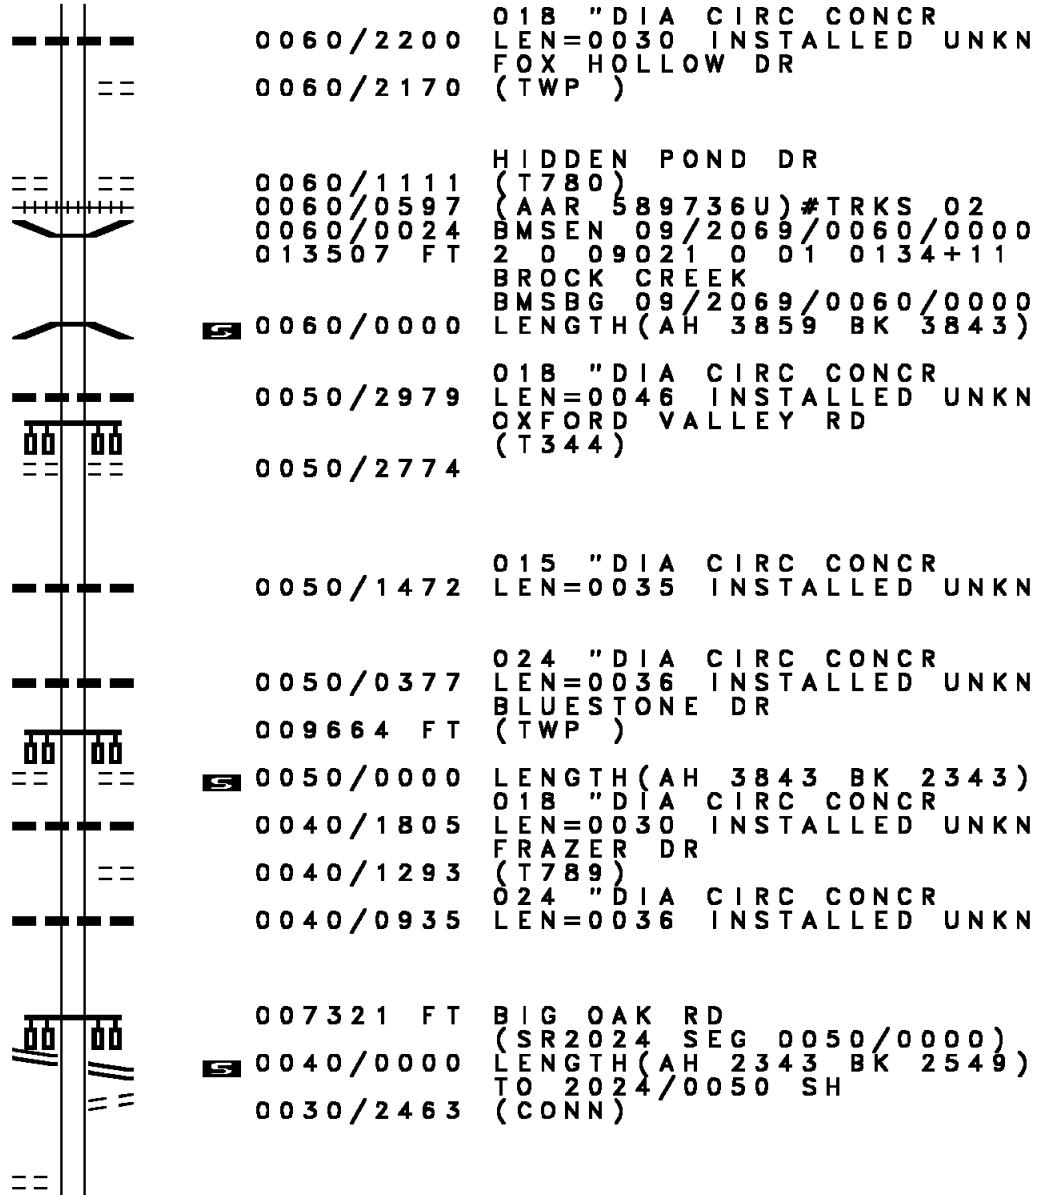 018 "DIA CIRC CONCR
0060/2200 LEN=0030 INSTALLED UNKN
FOX HOLLOW DR
0060/2170 (TWP )
HIDDEN POND DR
0060/1111 (T780)
0060/0597 (AAR 589736U)#TRKS 02
0060/0024 BMSEN 09/2069/0060/0000
013507 FT 2 0 09021 0 01 0134+11
BROCK CREEK
BMSBG 09/2069/0060/0000
S 0060/0000 LENGTH(AH 3859 BK 3843)
018 "DIA CIRC CONCR
0050/2979 LEN=0046 INSTALLED UNKN
OXFORD VALLEY RD
(T344)
0050/2774
015 "DIA CIRC CONCR
0050/1472 LEN=0035 INSTALLED UNKN
024 "DIA CIRC CONCR
0050/0377 LEN=0036 INSTALLED UNKN
BLUESTONE DR
009664 FT (TWP )
S 0050/0000 LENGTH(AH 3843 BK 2343)
018 "DIA CIRC CONCR
0040/1805 LEN=0030 INSTALLED UNKN
FRAZER DR
0040/1293 (T789)
024 "DIA CIRC CONCR
0040/0935 LEN=0036 INSTALLED UNKN
007321 FT BIG OAK RD
(SR2024 SEG 0050/0000)
S 0040/0000 LENGTH(AH 2343 BK 2549)
TO 2024/0050 SH
0030/2463 (CONN)